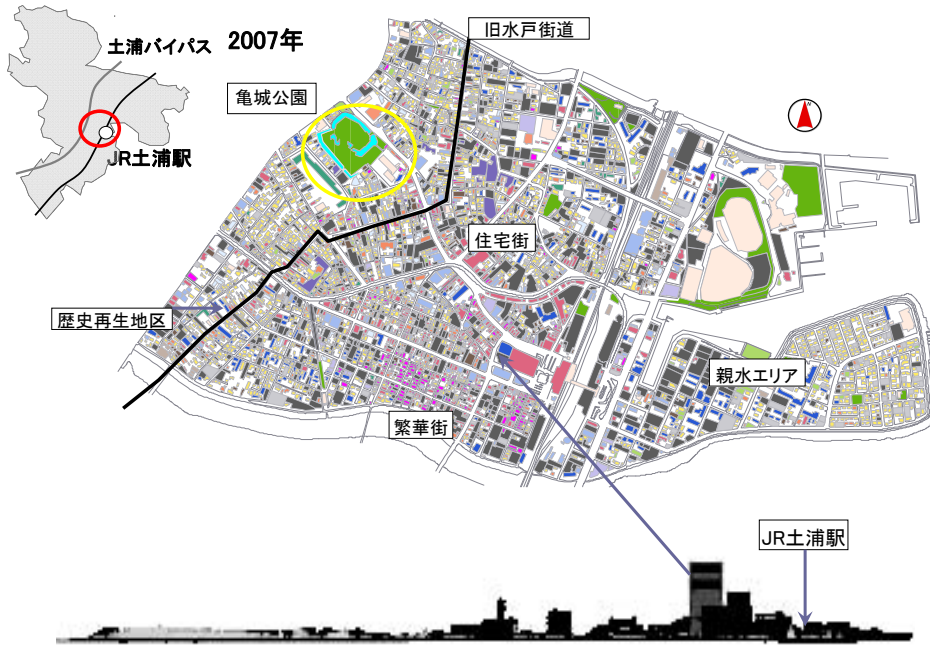 土浦バイパス
2007年
旧水戸街道
亀城公園
JR土浦駅
住宅街
歴史再生地区
親水エリア
繁華街
JR土浦駅